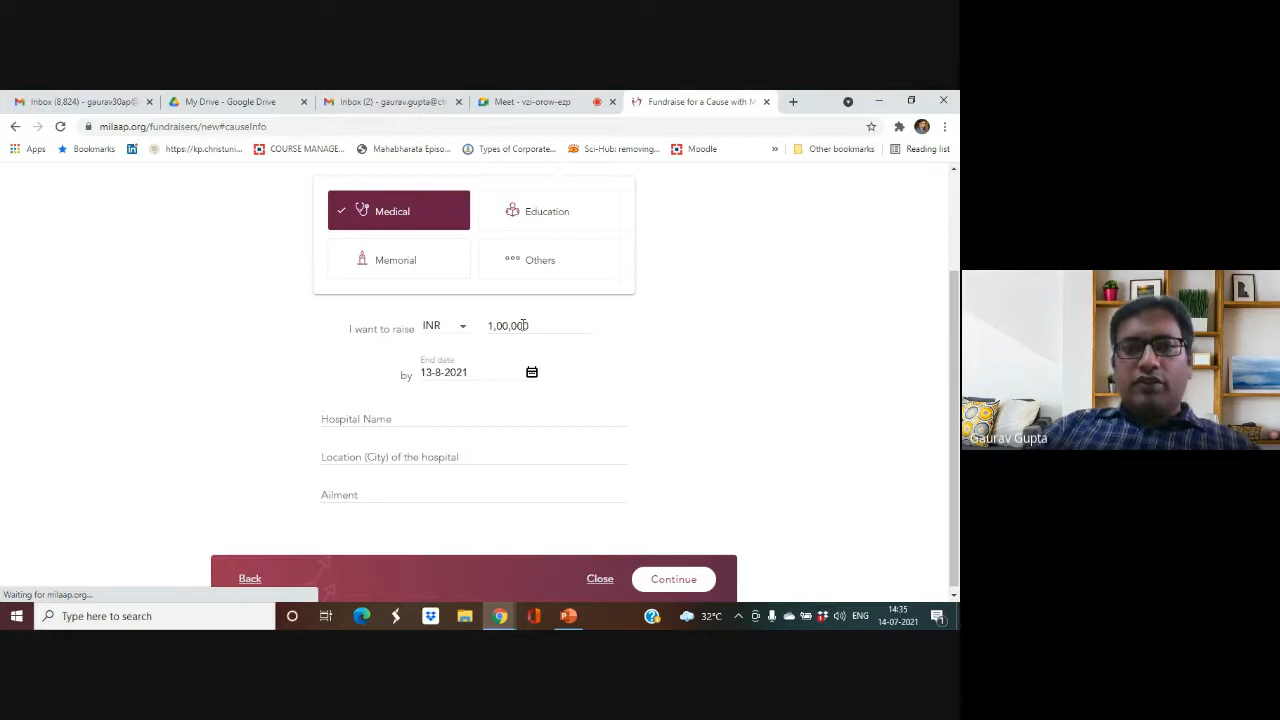 Inbox (8,824) - gaurav30ap@
My Drive - Google Drive
Inbox (2) - gaurav.gupta@ch
Meet - vzi-orow-ezp
Fundraise for a Cause with M
milaap.org/fundraisers/new#causeInfo
Apps
Bookmarks
https://kp.christuni...
COURSE MANAGE...
Mahabharata Episo...
Types of Corporate...
Sci-Hub: removing...
Moodle
»
Other bookmarks
Reading list
Medical
Education
Memorial
Others
I want to raise INR 1,00,000
End date
by 13-8-2021
Hospital Name
Location (City) of the hospital
Ailment
Gaurav Gupta
Back
Close
Continue
Waiting for milaap.org...
Type here to search
32°C
ENG
14:35
14-07-2021
1